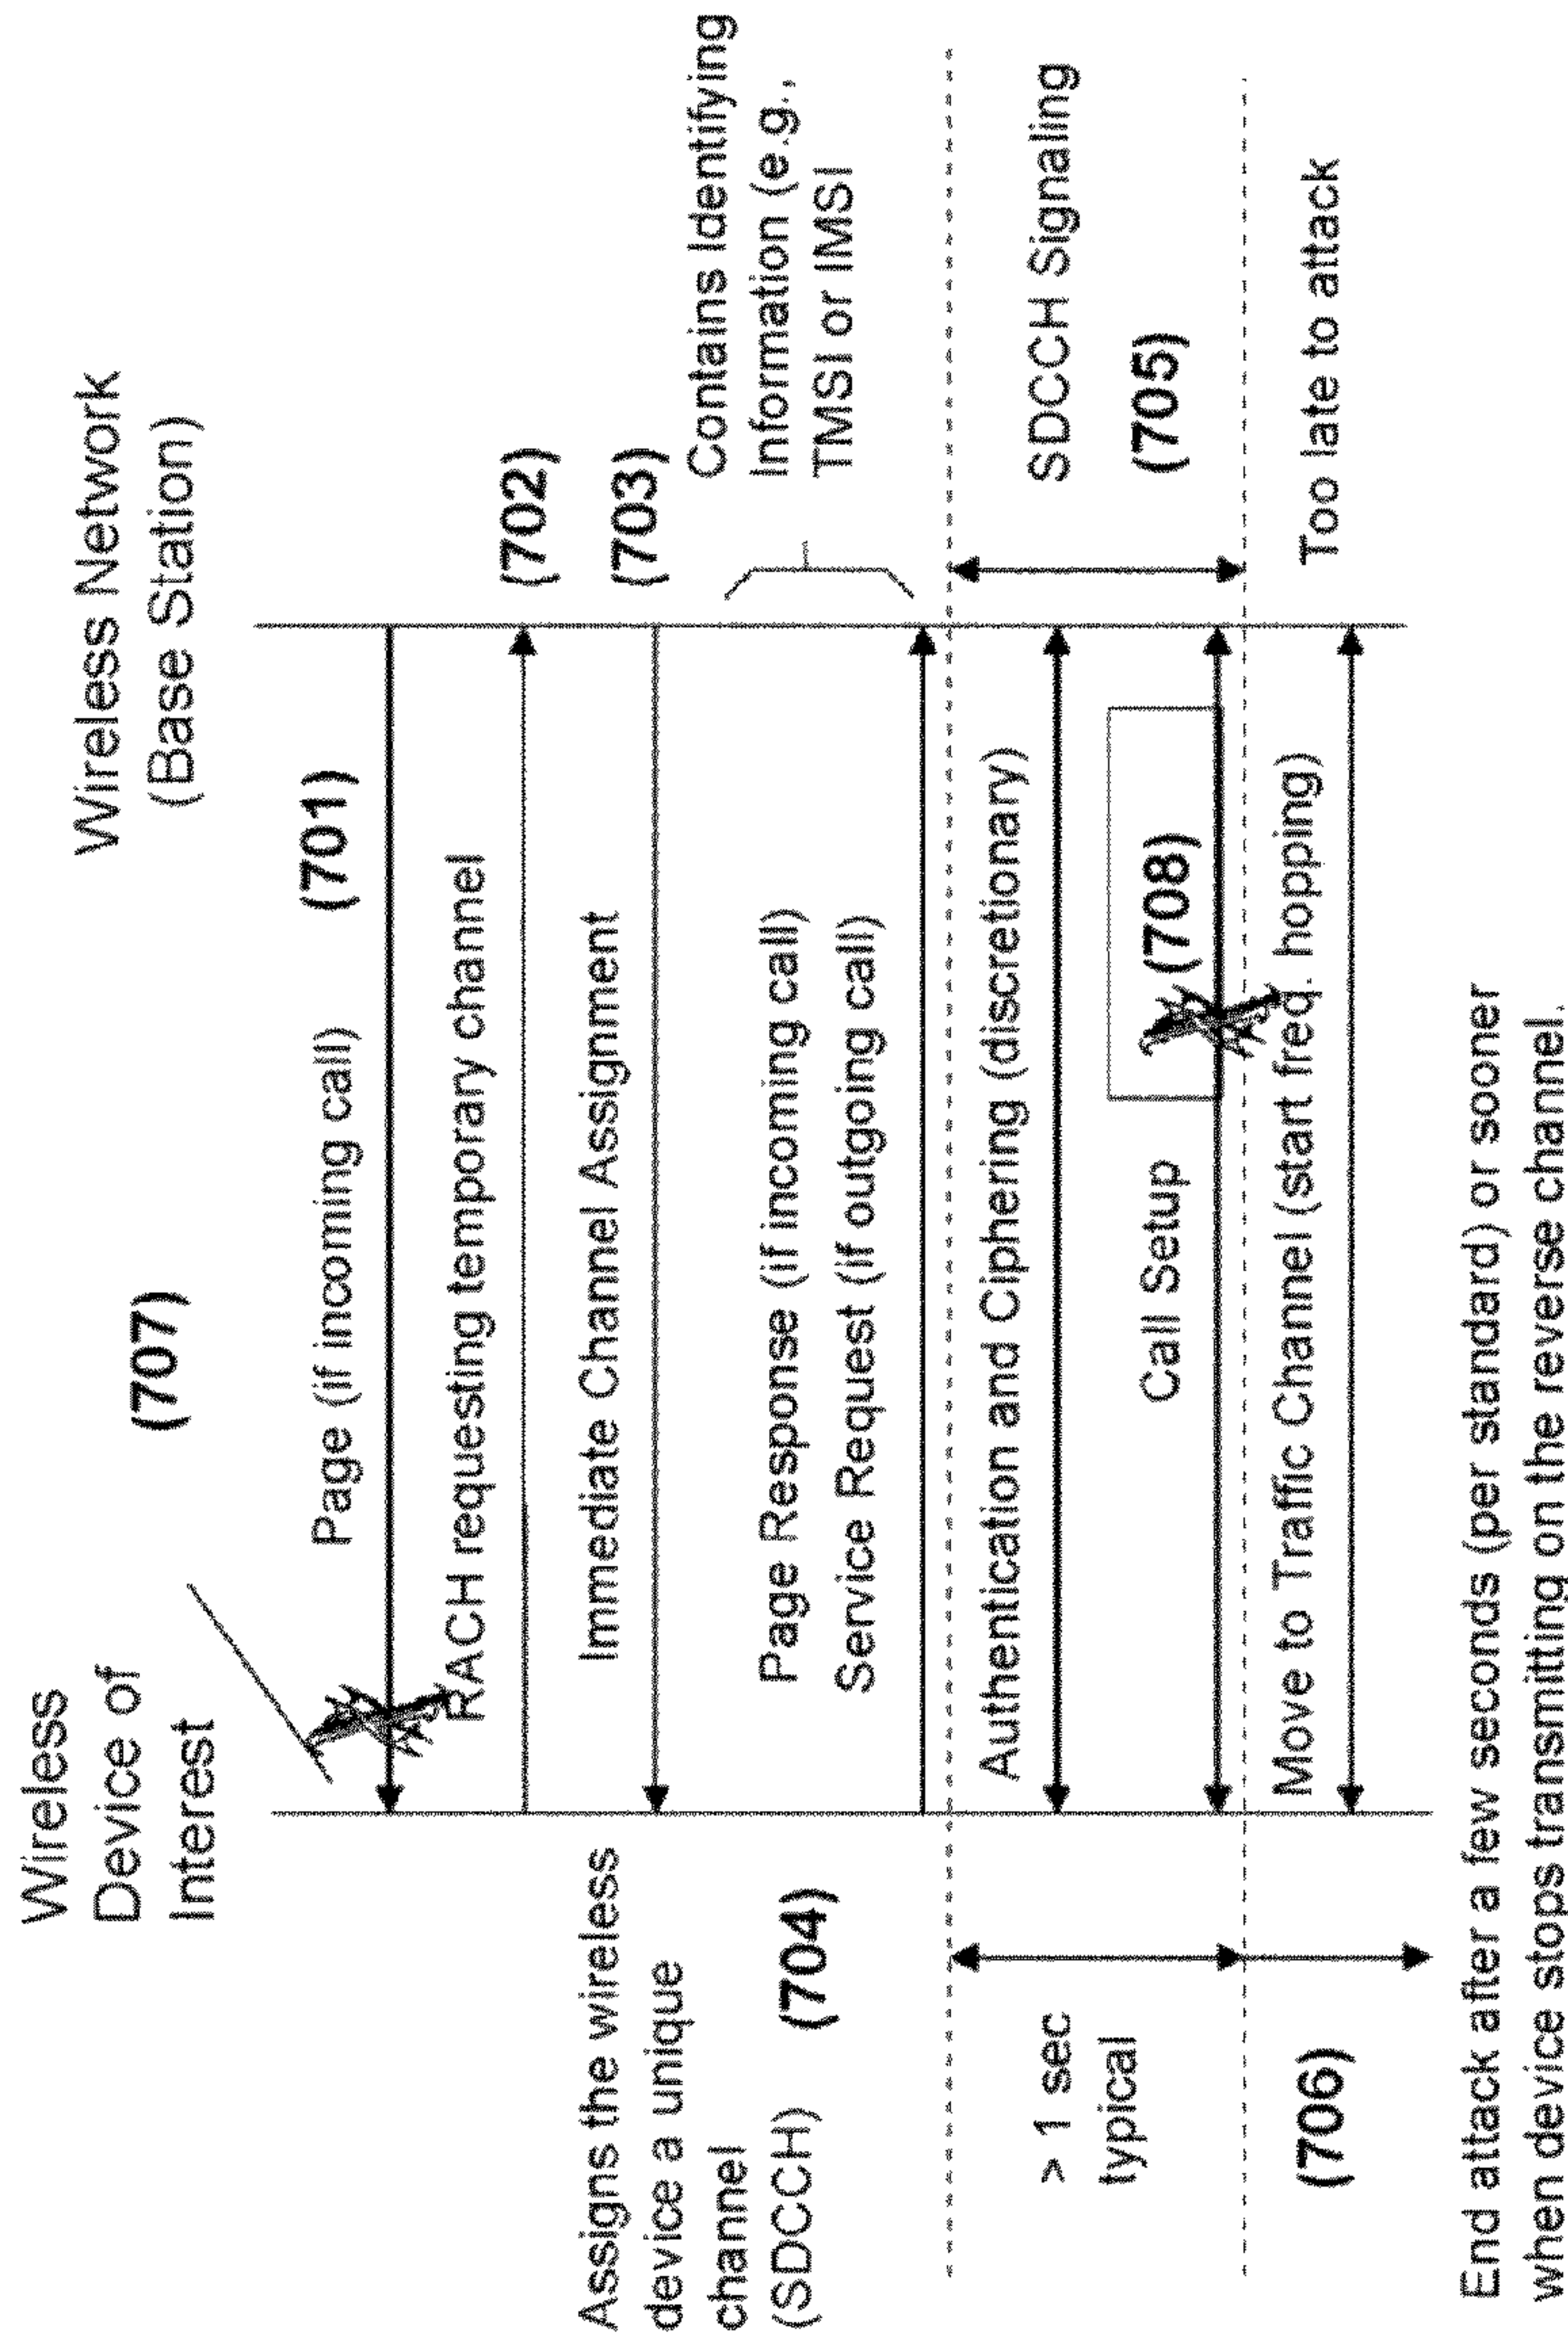 Wireless
Device of
Interest
(707)
Wireless Network
(Base Station)
Page (if incoming call)
(701)
RACH requesting temporary channel
(702)
Assigns the wireless
device a unique
channel
(SDCCH)
(704)
Immediate Channel Assignment
(703)
Page Response (if incoming call)
Service Request (if outgoing call)
Contains Identifying
Information (e.g.,
TMSI or IMSI
Authentication and Ciphering (discretionary)
> 1 sec
typical
SDCCH Signaling
(705)
Call Setup
(708)
Move to Traffic Channel (start freq. hopping)
(706)
Too late to attack
End attack after a few seconds (per standard) or sooner
when device stops transmitting on the reverse channel.